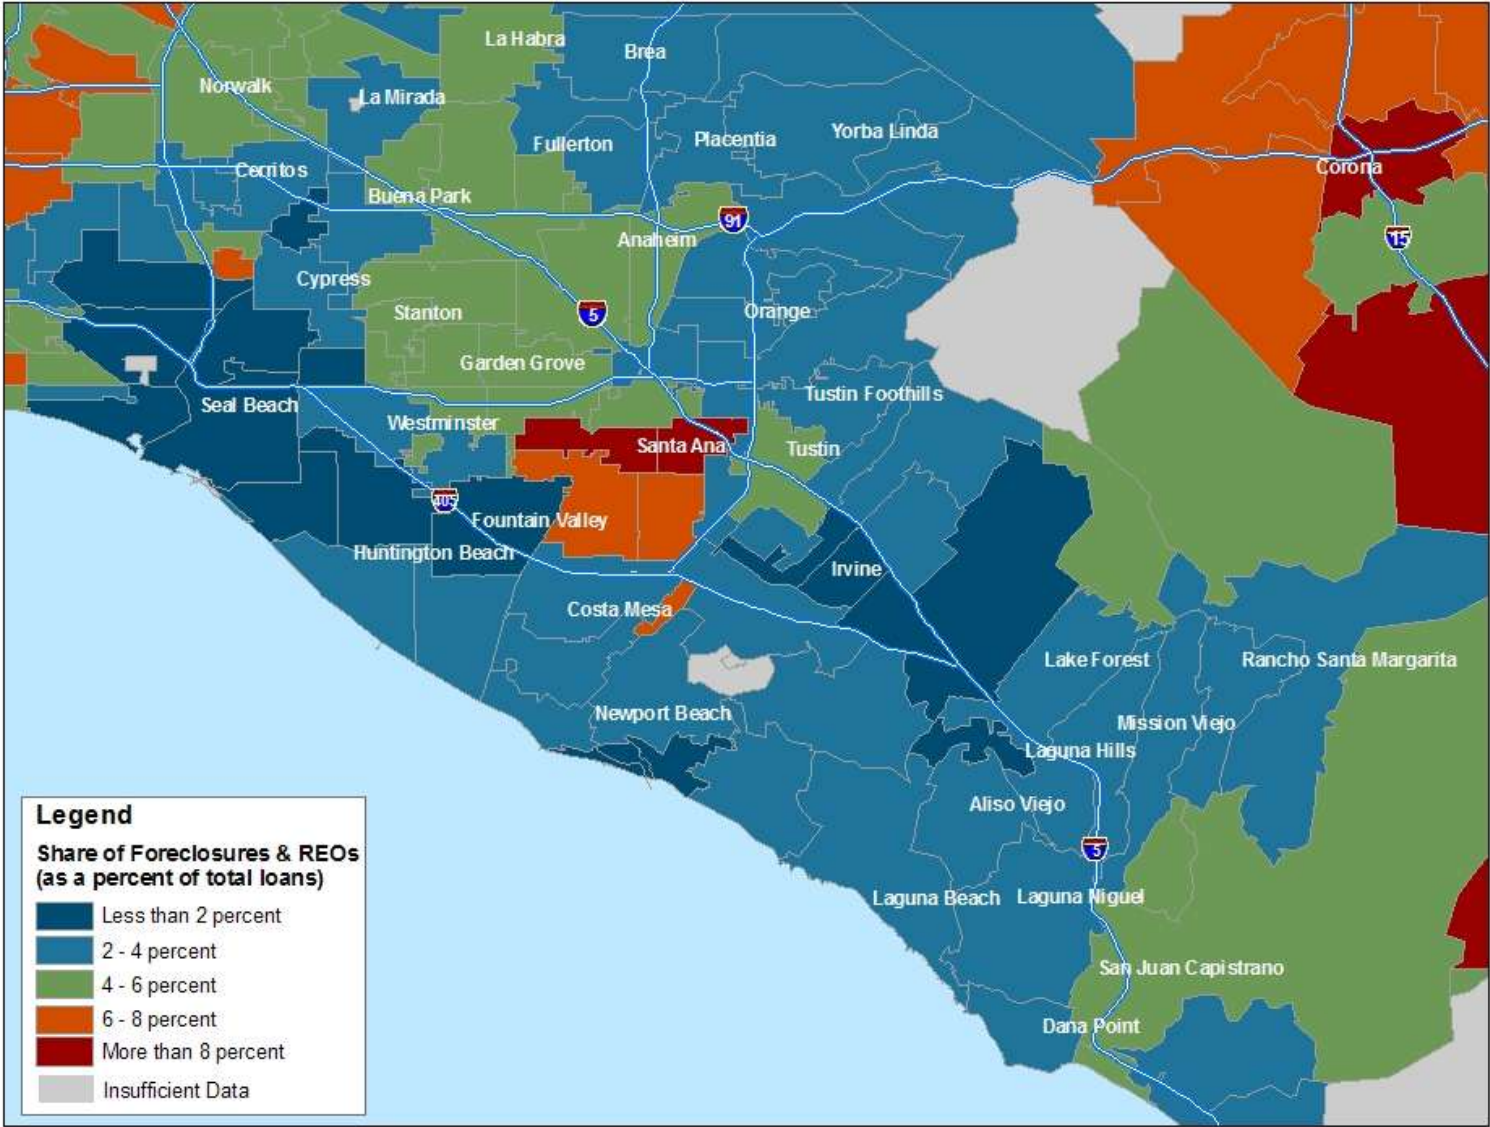 La Habra
Brea
Norwalk
La Mirada
Fullerton
Placentia
Yorba Linda
Cerritos
Corona
Buena Park
91
Anaheim
15
Cypress
Stanton
5
Orange
Garden Grove
Tustin Foothills
Seal Beach
Westminster
Santa Ana
Tustin
405
Fountain Valley
Huntington Beach
Irvine
Costa Mesa
Lake Forest
Rancho Santa Margarita
Newport Beach
Mission Viejo
Laguna Hills
Aliso Viejo
5
Laguna Beach
Laguna Niguel
San Juan Capistrano
Dana Point
Legend
Share of Foreclosures & REOs
(as a percent of total loans)
Less than 2 percent
2 - 4 percent
4 - 6 percent
6 - 8 percent
More than 8 percent
Insufficient Data